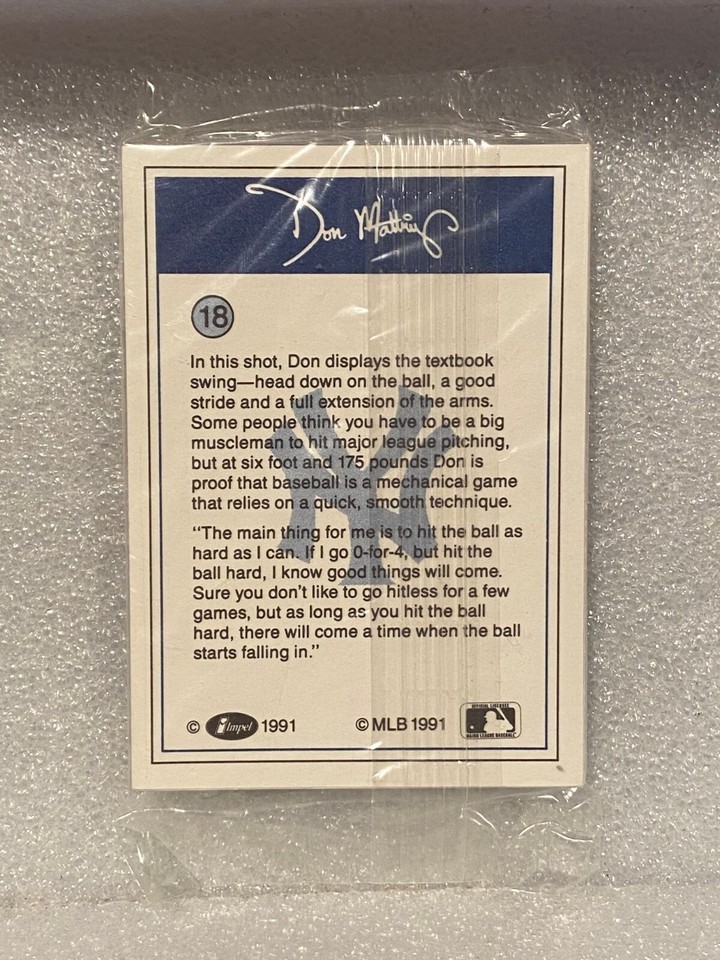 Don Mattingly
18
In this shot, Don displays the textbook
swing—head down on the ball, a good
stride and a full extension of the arms.
Some people think you have to be a big
muscleman to hit major league pitching,
but at six foot and 175 pounds Don is
proof that baseball is a mechanical game
that relies on a quick, smooth technique.
“The main thing for me is to hit the ball as
hard as I can. If I go 0-for-4, but hit the
ball hard, I know good things will come.
Sure you don’t like to go hitless for a few
games, but as long as you hit the ball
hard, there will come a time when the ball
starts falling in.”
© Impel 1991 © MLB 1991
OFFICIAL LICENSEE
MAJOR LEAGUE BASEBALL
NY